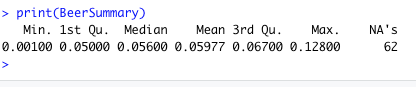 > print(BeerSummary)
Min. 1st Qu. Median Mean 3rd Qu. Max. NA's
0.00100 0.05000 0.05600 0.05977 0.06700 0.12800 62
>